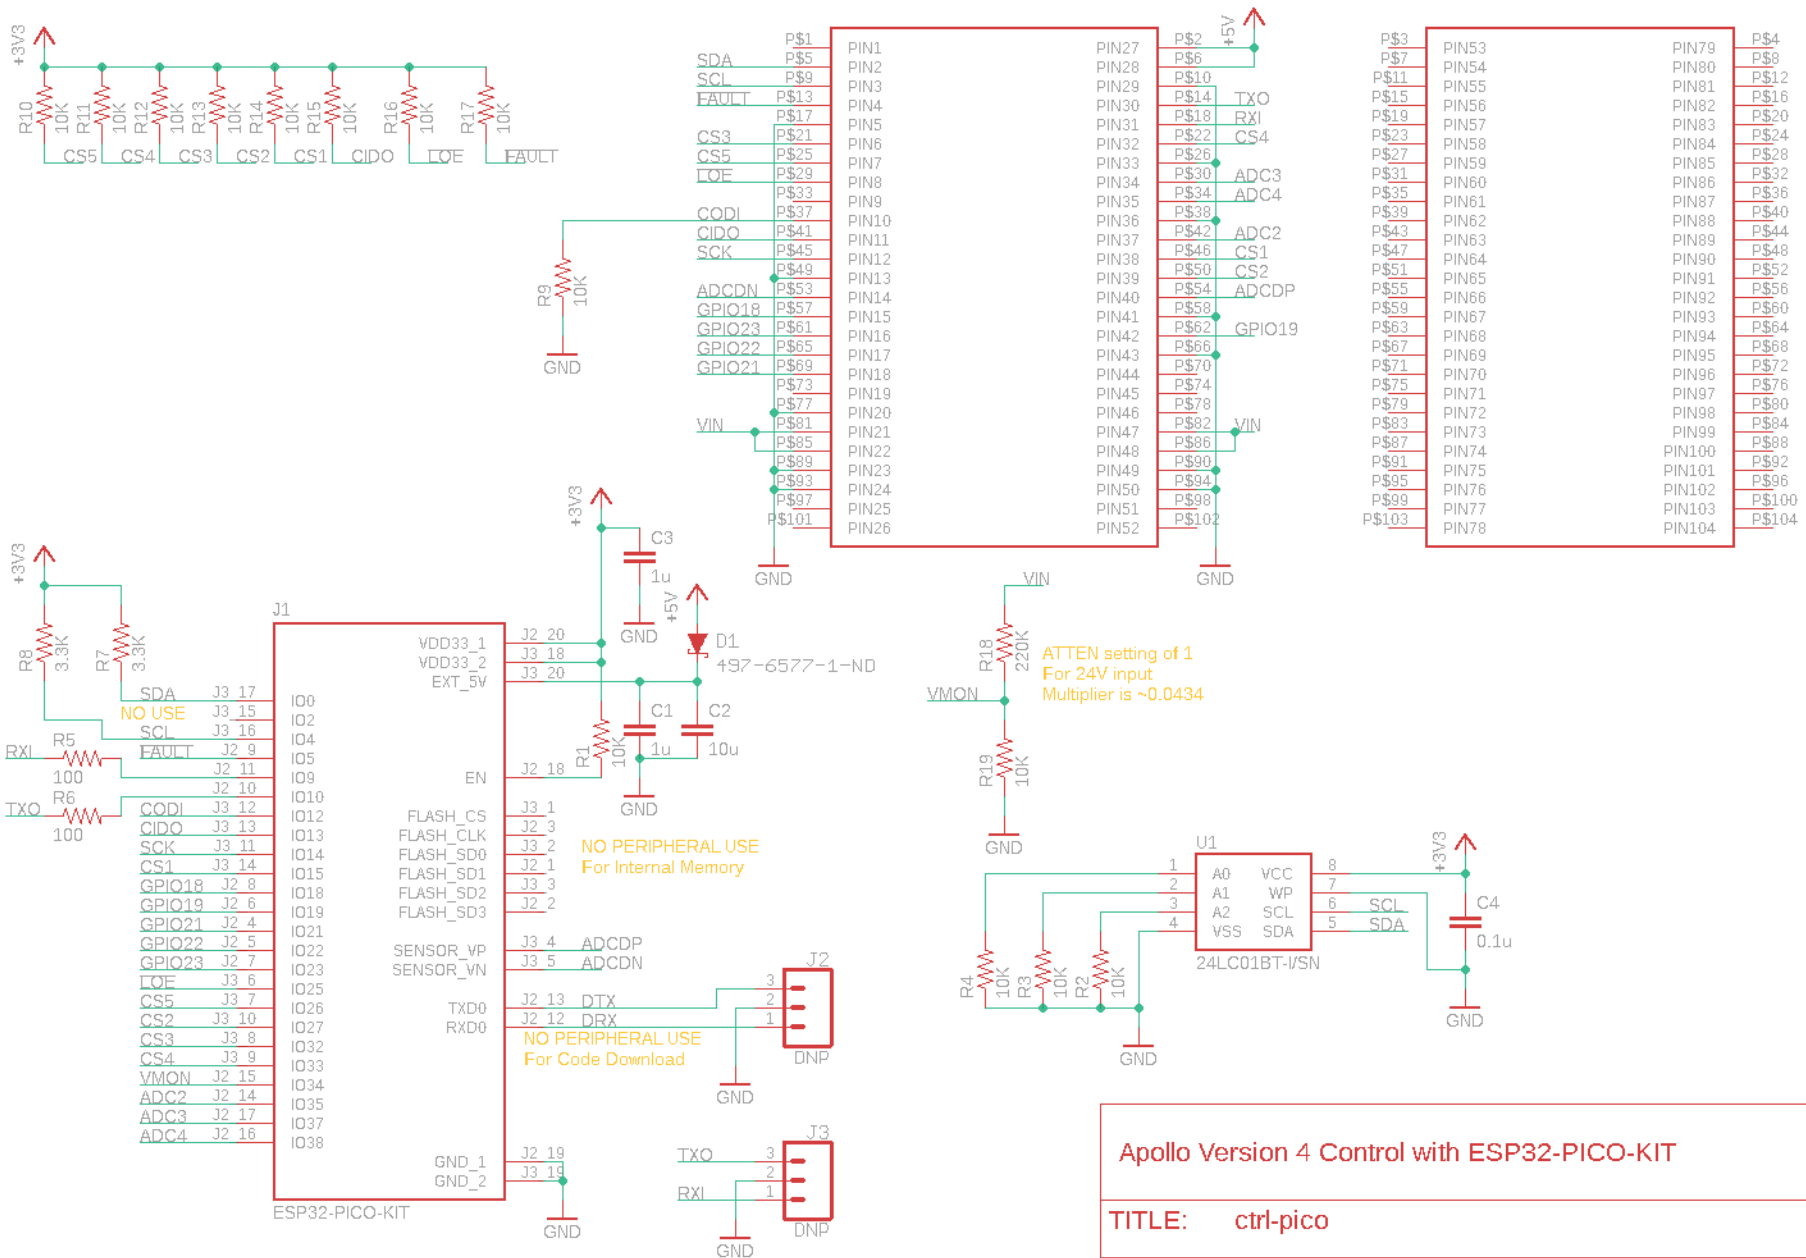 +3V3
R10 10K
R11 10K
R12 10K
R13 10K
R14 10K
R15 10K
R16 10K
R17 10K
CS5 CS4 CS3 CS2 CS1 CIDO LOE FAULT
P$1 PIN1 PIN27 P$2 +5V
SDA P$5 PIN2 PIN28 P$6
SCL P$9 PIN3 PIN29 P$10
FAULT P$13 PIN4 PIN30 P$14 TXO
P$17 PIN5 PIN31 P$18 RXI
CS3 P$21 PIN6 PIN32 P$22 CS4
CS5 P$25 PIN7 PIN33 P$26
LOE P$29 PIN8 PIN34 P$30 ADC3
P$33 PIN9 PIN35 P$34 ADC4
CODI P$37 PIN10 PIN36 P$38
CIDO P$41 PIN11 PIN37 P$42 ADC2
SCK P$45 PIN12 PIN38 P$46 CS1
P$49 PIN13 PIN39 P$50 CS2
ADCDN P$53 PIN14 PIN40 P$54 ADCDP
GPIO18 P$57 PIN15 PIN41 P$58
GPIO23 P$61 PIN16 PIN42 P$62 GPIO19
GPIO22 P$65 PIN17 PIN43 P$66
GPIO21 P$69 PIN18 PIN44 P$70
P$73 PIN19 PIN45 P$74
P$77 PIN20 PIN46 P$78
VIN P$81 PIN21 PIN47 P$82 VIN
P$85 PIN22 PIN48 P$86
P$89 PIN23 PIN49 P$90
P$93 PIN24 PIN50 P$94
P$97 PIN25 PIN51 P$98
P$101 PIN26 PIN52 P$102
GND GND
R9 10K
GND
P$3 PIN53 PIN79 P$4
P$7 PIN54 PIN80 P$8
P$11 PIN55 PIN81 P$12
P$15 PIN56 PIN82 P$16
P$19 PIN57 PIN83 P$20
P$23 PIN58 PIN84 P$24
P$27 PIN59 PIN85 P$28
P$31 PIN60 PIN86 P$32
P$35 PIN61 PIN87 P$36
P$39 PIN62 PIN88 P$40
P$43 PIN63 PIN89 P$44
P$47 PIN64 PIN90 P$48
P$51 PIN65 PIN91 P$52
P$55 PIN66 PIN92 P$56
P$59 PIN67 PIN93 P$60
P$63 PIN68 PIN94 P$64
P$67 PIN69 PIN95 P$68
P$71 PIN70 PIN96 P$72
P$75 PIN71 PIN97 P$76
P$79 PIN72 PIN98 P$80
P$83 PIN73 PIN99 P$84
P$87 PIN74 PIN100 P$88
P$91 PIN75 PIN101 P$92
P$95 PIN76 PIN102 P$96
P$99 PIN77 PIN103 P$100
P$103 PIN78 PIN104 P$104
+3V3
R8 3.3K
R7 3.3K
J1
SDA J3 17 IO0
NO USE J3 15 IO2
SCL J3 16 IO4
FAULT J2 9 IO5
RXI R5 100 J2 11 IO9
TXO R6 100 J2 10 IO10
CODI J3 12 IO12
CIDO J3 13 IO13
SCK J3 11 IO14
CS1 J3 14 IO15
GPIO18 J2 8 IO18
GPIO19 J2 6 IO19
GPIO21 J2 4 IO21
GPIO22 J2 5 IO22
GPIO23 J2 7 IO23
LOE J3 6 IO25
CS5 J3 7 IO26
CS2 J3 10 IO27
CS3 J3 8 IO32
CS4 J3 9 IO33
VMON J2 15 IO34
ADC2 J2 14 IO35
ADC3 J2 17 IO37
ADC4 J2 16 IO38
VDD33_1 J2 20
VDD33_2 J3 18
EXT_5V J3 20
EN J2 18
FLASH_CS J3 1
FLASH_CLK J2 3
FLASH_SD0 J3 2
FLASH_SD1 J2 1
FLASH_SD2 J3 3
FLASH_SD3 J2 2
SENSOR_VP J3 4 ADCDP
SENSOR_VN J3 5 ADCDN
TXD0 J2 13 DTX
RXD0 J2 12 DRX
GND_1 J2 19
GND_2 J3 19
GND
ESP32-PICO-KIT
+3V3
C3
1u
GND
+5V
D1
497-6577-1-ND
R1 10K
C1
1u
C2
10u
GND
NO PERIPHERAL USE
For Internal Memory
NO PERIPHERAL USE
For Code Download
J2
3
2
1
DNP
GND
J3
TXO 3
2
RXI 1
DNP
GND
VIN
R18 220K
VMON
R19 10K
GND
ATTEN setting of 1
For 24V input
Multiplier is ~0.0434
U1
1 A0 VCC 8
2 A1 WP 7
3 A2 SCL 6 SCL
4 VSS SDA 5 SDA
24LC01BT-I/SN
+3V3
C4
0.1u
GND
R4 10K
R3 10K
R2 10K
GND
Apollo Version 4 Control with ESP32-PICO-KIT
TITLE: ctrl-pico